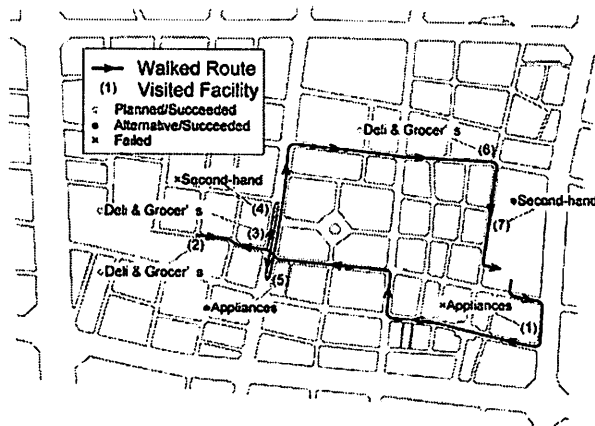 Walked Route
(1) Visited Facility
Planned/Succeeded
Alternative/Succeeded
× Failed
Deli & Grocer' s
(6)
×Second-hand
(4)
Second-hand
(7)
Deli & Grocer' s
(3)
(2)
Deli & Grocer' s
(5)
Appliances
×Appliances
(1)